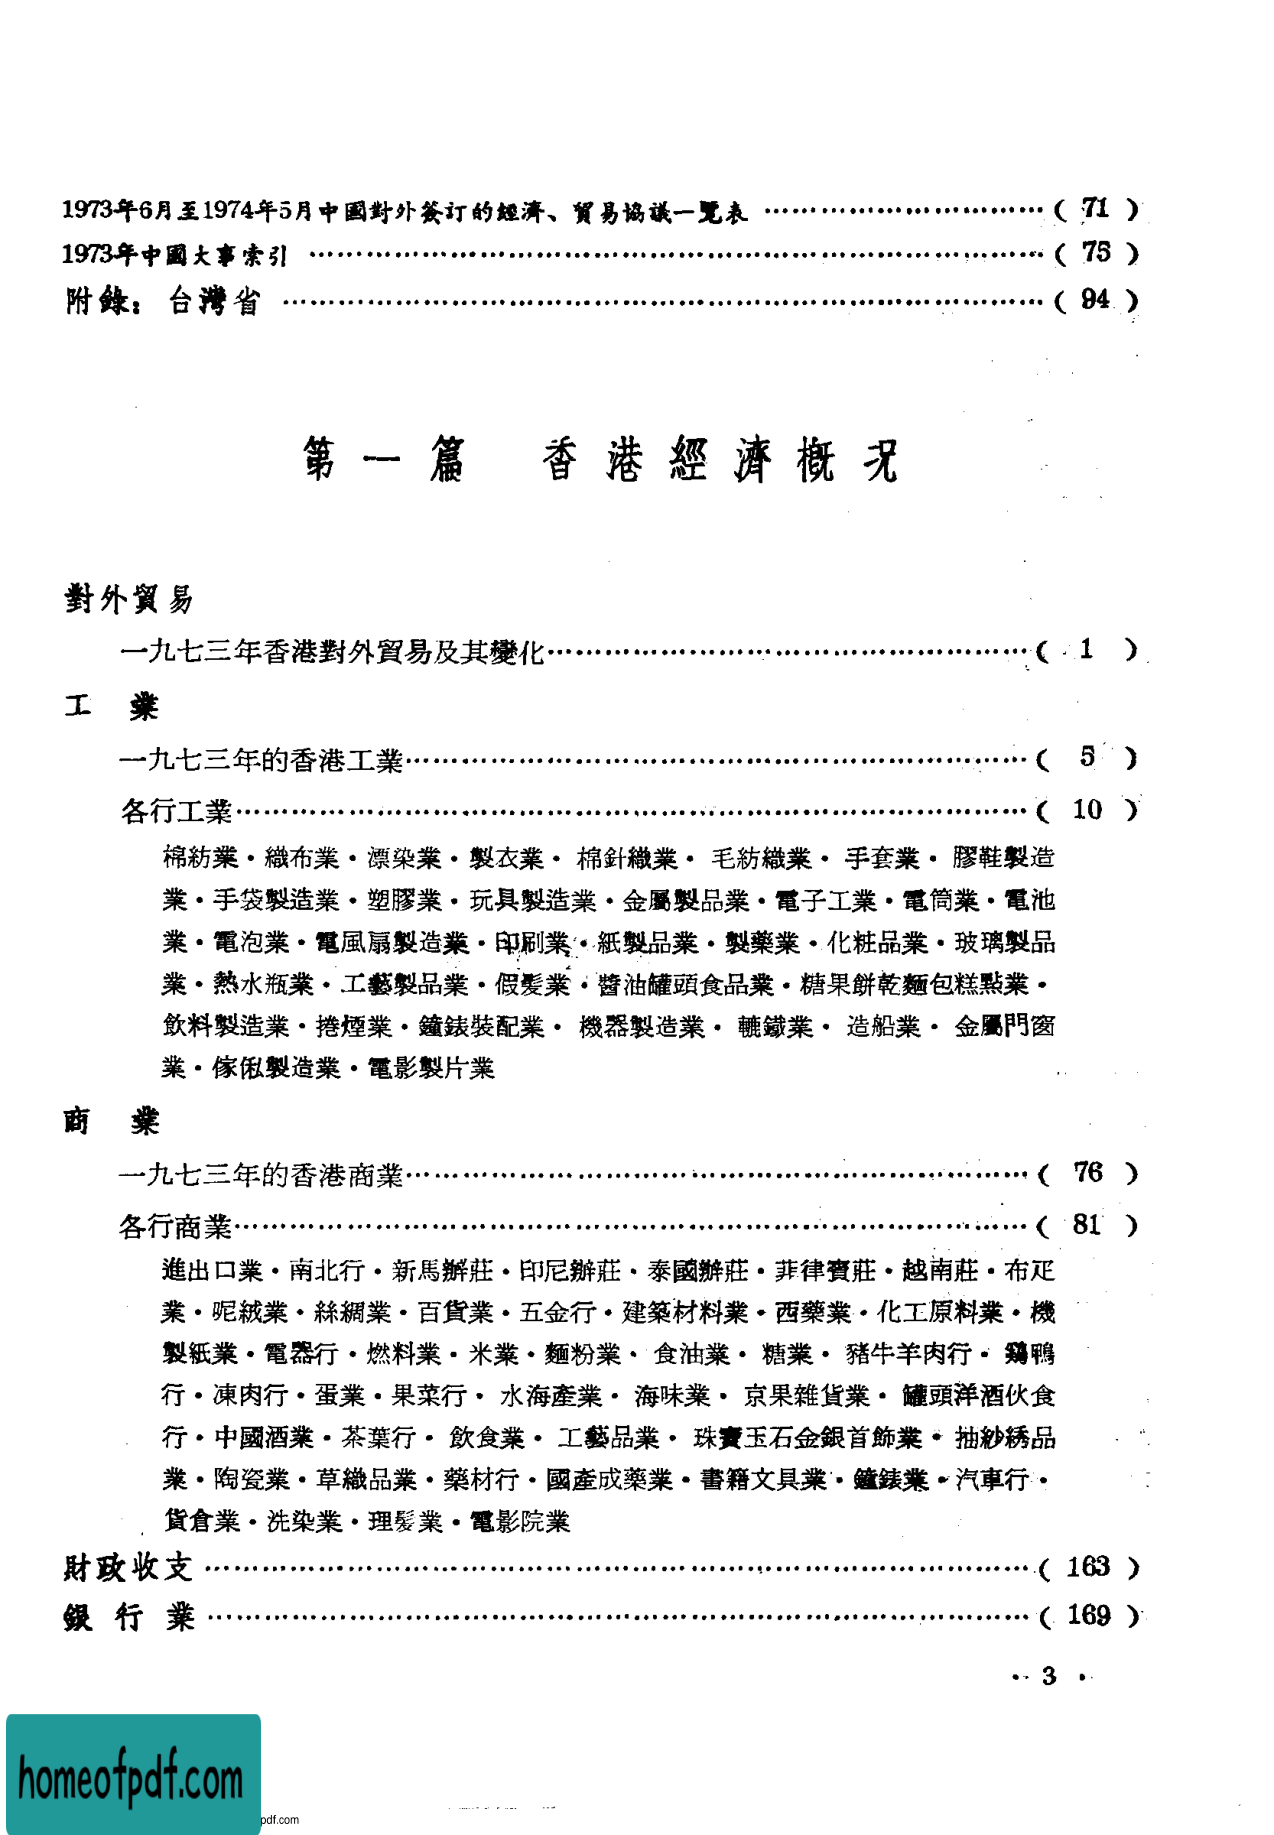 1973年6月至1974年5月中國對外簽訂的經濟、貿易協議一覽表 ……………………………( 71 )
1973年中國大事索引 ……………………………………………………………( 75 )
附錄：台灣省 ……………………………………………………………( 94 )
第一篇 香港經濟概況
對外貿易
一九七三年香港對外貿易及其變化……………………………………( 1 )
工 業
一九七三年的香港工業…………………………………………………( 5 )
各行工業…………………………………………………………………( 10 )
棉紡業・織布業・漂染業・製衣業・棉針織業・毛紡織業・手套業・膠鞋製造
業・手袋製造業・塑膠業・玩具製造業・金屬製品業・電子工業・電筒業・電池
業・電泡業・電風扇製造業・印刷業・紙製品業・製藥業・化粧品業・玻璃製品
業・熱水瓶業・工藝製品業・假髪業・醬油罐頭食品業・糖果餅乾麵包糕點業・
飲料製造業・捲煙業・鐘錶裝配業・機器製造業・軋鐵業・造船業・金屬門窗
業・傢俬製造業・電影製片業
商 業
一九七三年的香港商業…………………………………………………( 76 )
各行商業…………………………………………………………………( 81 )
進出口業・南北行・新馬辦莊・印尼辦莊・泰國辦莊・菲律賓莊・越南莊・布疋
業・呢絨業・絲綢業・百貨業・五金行・建築材料業・西藥業・化工原料業・機
製紙業・電器行・燃料業・米業・麵粉業・食油業・糖業・豬牛羊肉行・鷄鴨
行・凍肉行・蛋業・果菜行・水海產業・海味業・京果雜貨業・罐頭洋酒伙食
行・中國酒業・茶葉行・飲食業・工藝品業・珠寶玉石金銀首飾業・抽紗綉品
業・陶瓷業・草織品業・藥材行・國產成藥業・書籍文具業・鐘錶業・汽車行・
貨倉業・洗染業・理髪業・電影院業
財政收支……………………………………………………………………( 163 )
銀行業……………………………………………………………………( 169 )
・ 3 ・
homeofpdf.com
pdf.com